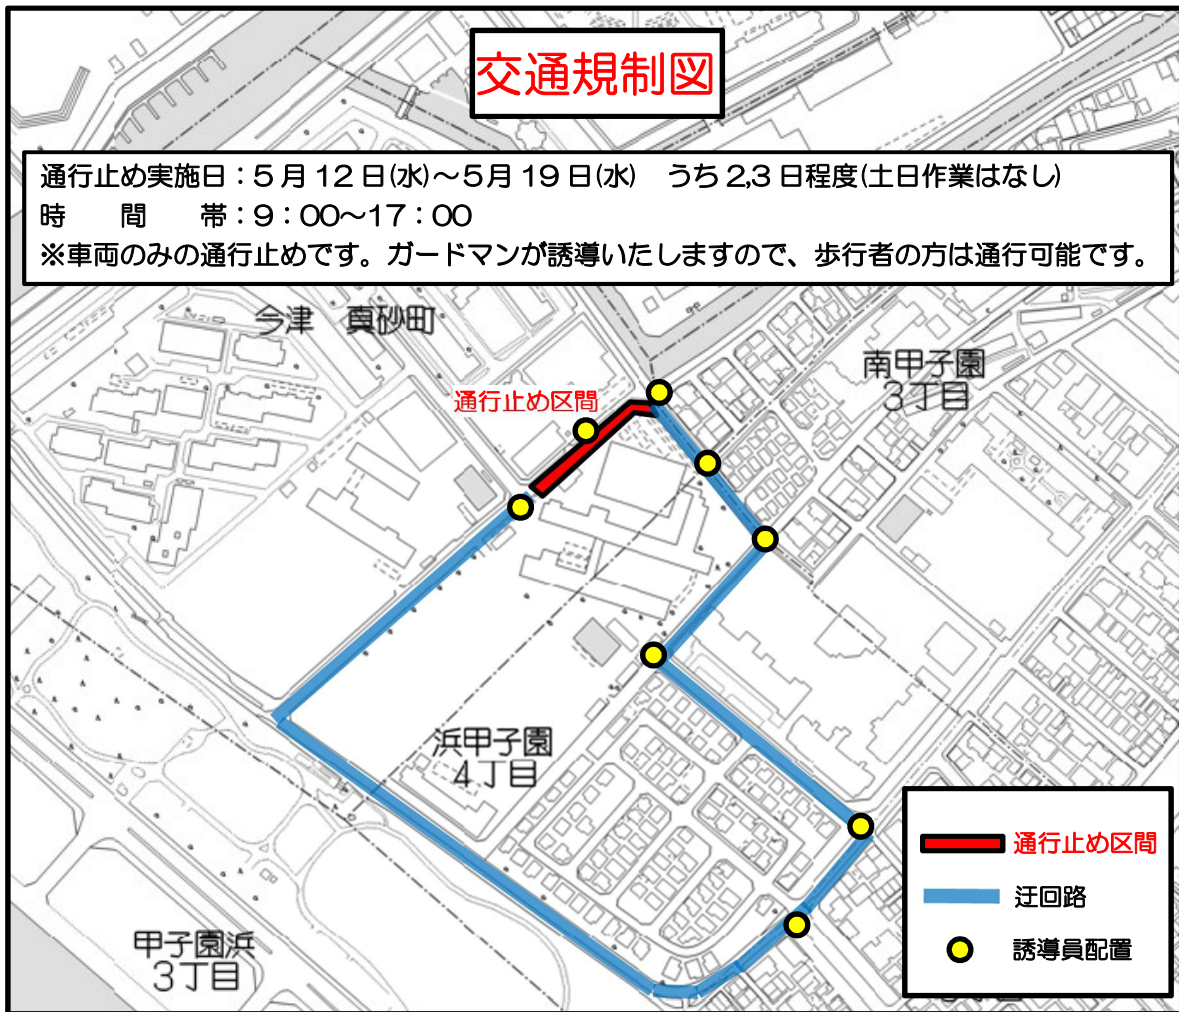 交通規制図
通行止め実施日：5月12日(水)～5月19日(水)　うち2,3日程度(土日作業はなし)
時　間　帯：9：00～17：00
※車両のみの通行止めです。ガードマンが誘導いたしますので、歩行者の方は通行可能です。
今津　真砂町
南甲子園
3丁目
通行止め区間
浜甲子園
4丁目
甲子園浜
3丁目
通行止め区間
迂回路
誘導員配置